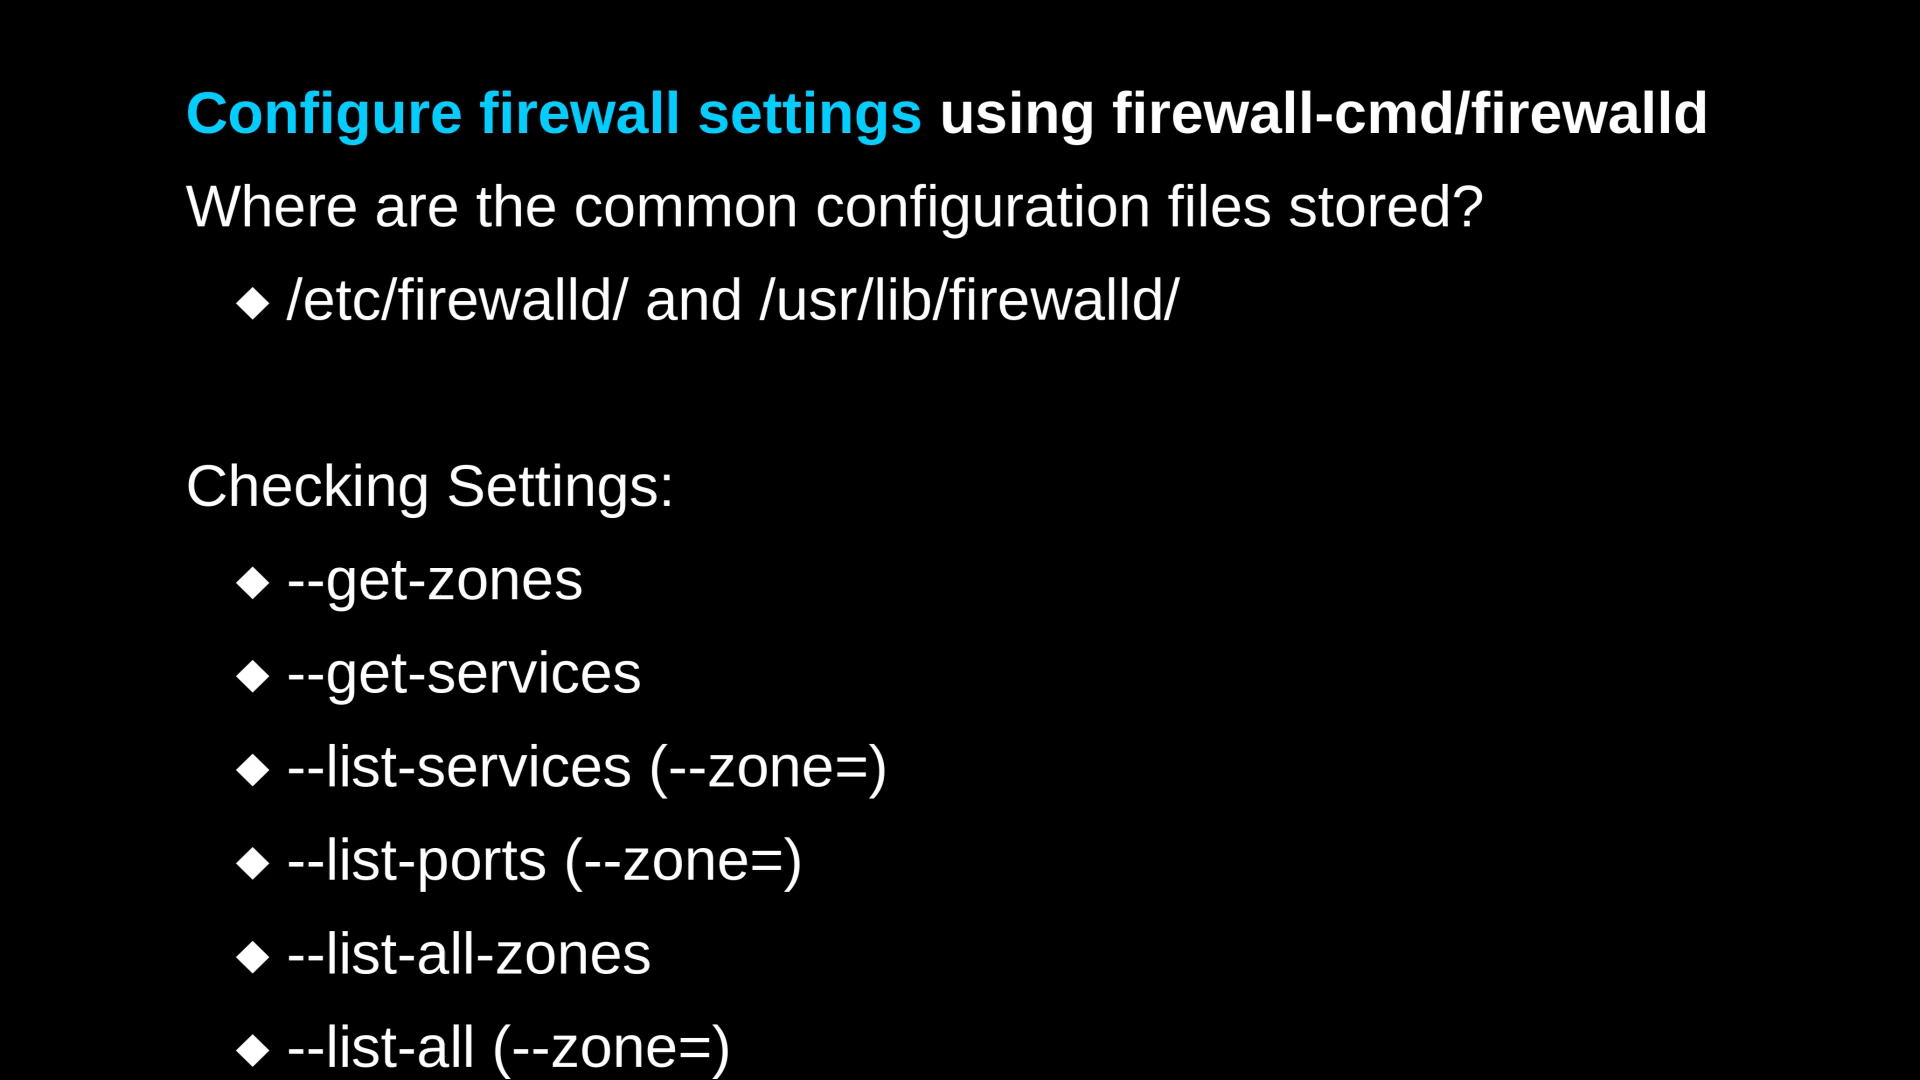 Configure firewall settings using firewall-cmd/firewalld
Where are the common configuration files stored?
◆ /etc/firewalld/ and /usr/lib/firewalld/
Checking Settings:
◆ --get-zones
◆ --get-services
◆ --list-services (--zone=)
◆ --list-ports (--zone=)
◆ --list-all-zones
◆ --list-all (--zone=)